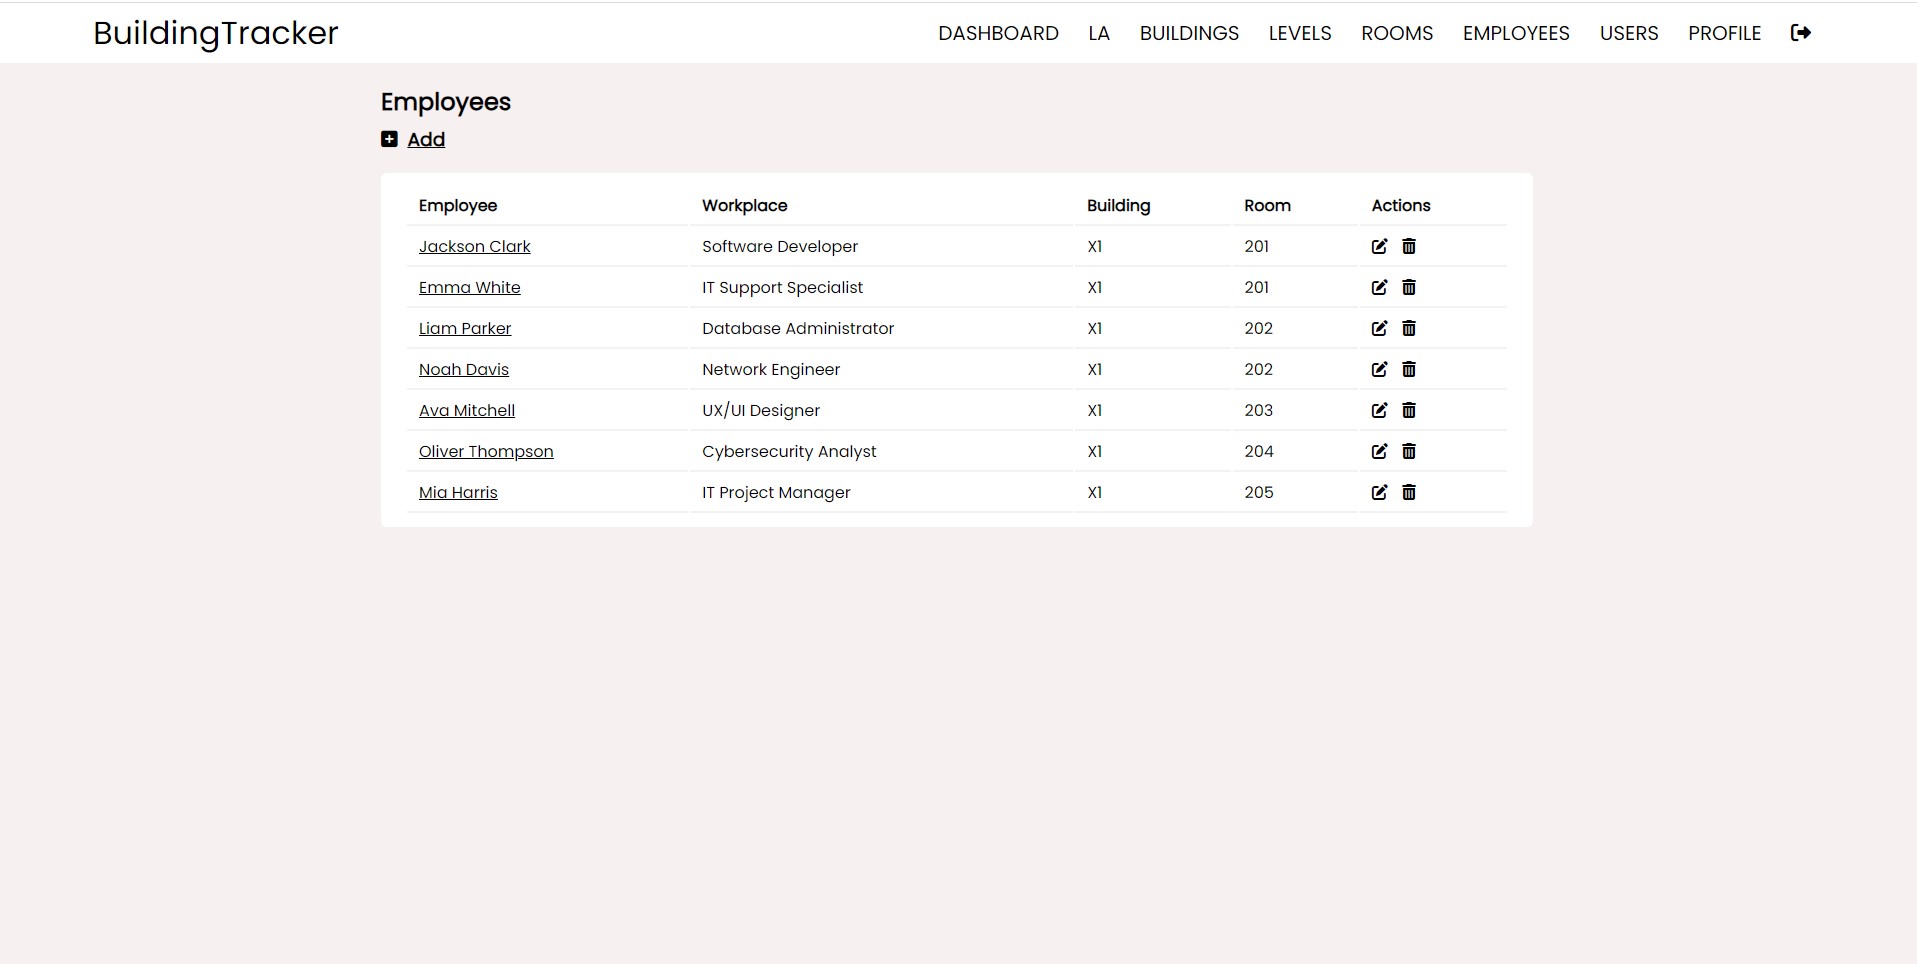 BuildingTracker DASHBOARD LA BUILDINGS LEVELS ROOMS EMPLOYEES USERS PROFILE
Employees
Add
Employee Workplace Building Room Actions
Jackson Clark Software Developer X1 201
Emma White IT Support Specialist X1 201
Liam Parker Database Administrator X1 202
Noah Davis Network Engineer X1 202
Ava Mitchell UX/UI Designer X1 203
Oliver Thompson Cybersecurity Analyst X1 204
Mia Harris IT Project Manager X1 205